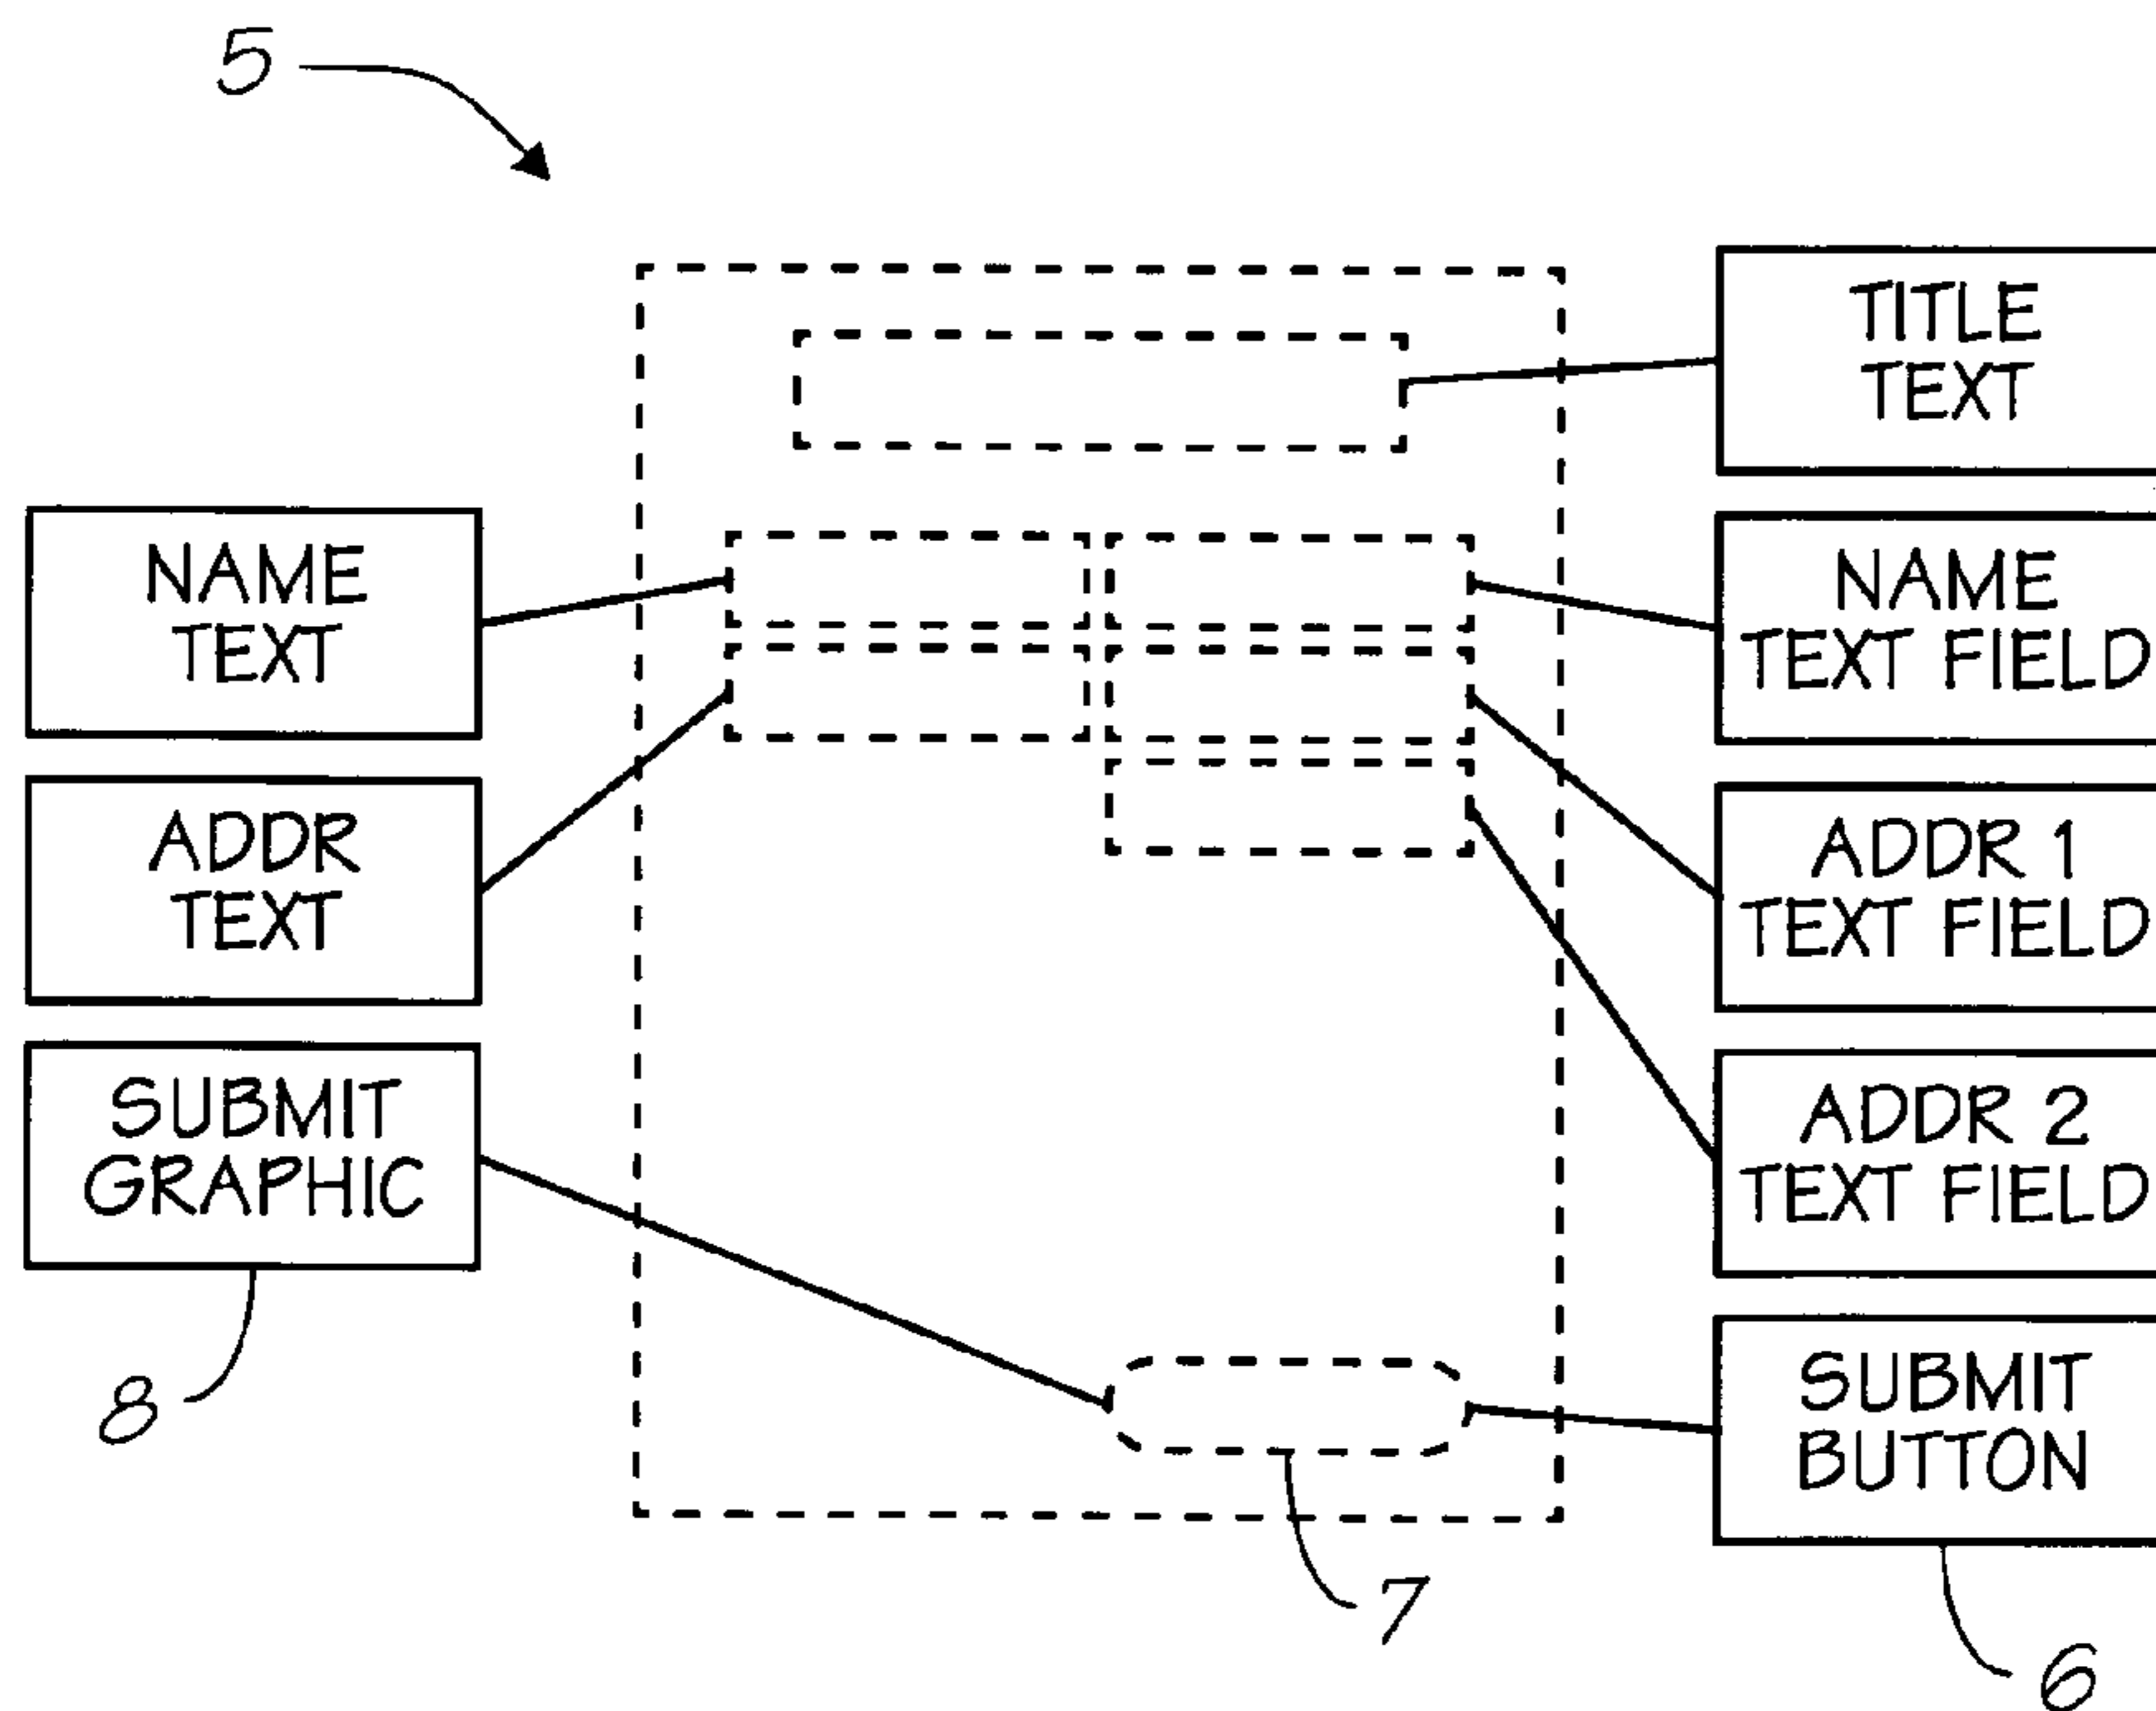 5
TITLE
TEXT
NAME
TEXT
NAME
TEXT FIELD
ADDR
TEXT
ADDR 1
TEXT FIELD
SUBMIT
GRAPHIC
ADDR 2
TEXT FIELD
8
SUBMIT
BUTTON
7
6